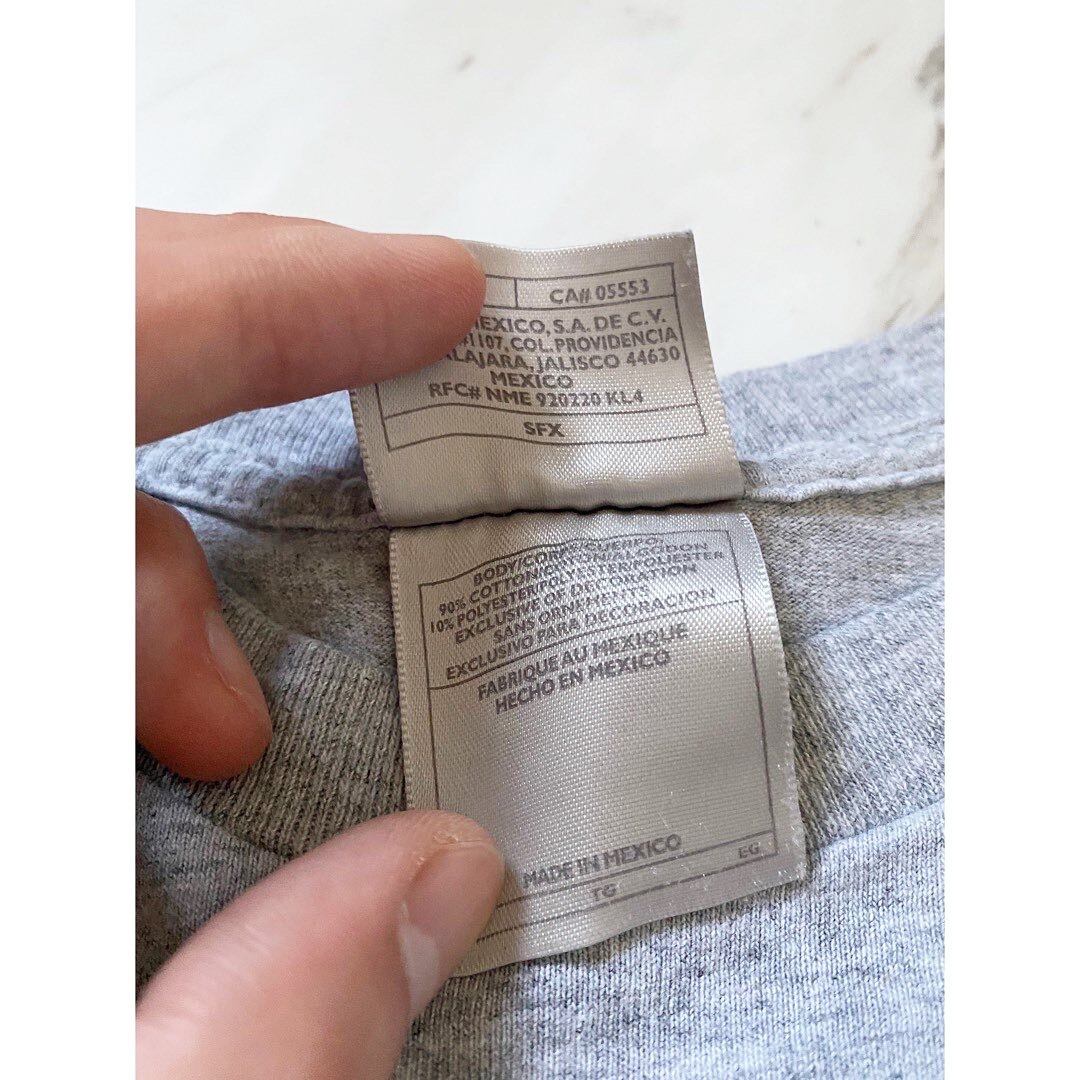 CA# 05553
MEXICO, S.A. DE C.V.
#1107, COL. PROVIDENCIA
LAJARA, JALISCO 44630
MEXICO
RFC# NME 920220 KL4
SFX
BODY/CORPS/CUERPO:
90% COTTON/COTON/ALGODON
10% POLYESTER/POLYESTER/POLIESTER
EXCLUSIVE OF DECORATION
SANS ORNEMENTS
EXCLUSIVO PARA DECORACION
FABRIQUE AU MEXIQUE
HECHO EN MEXICO
MADE IN MEXICO
TG EG